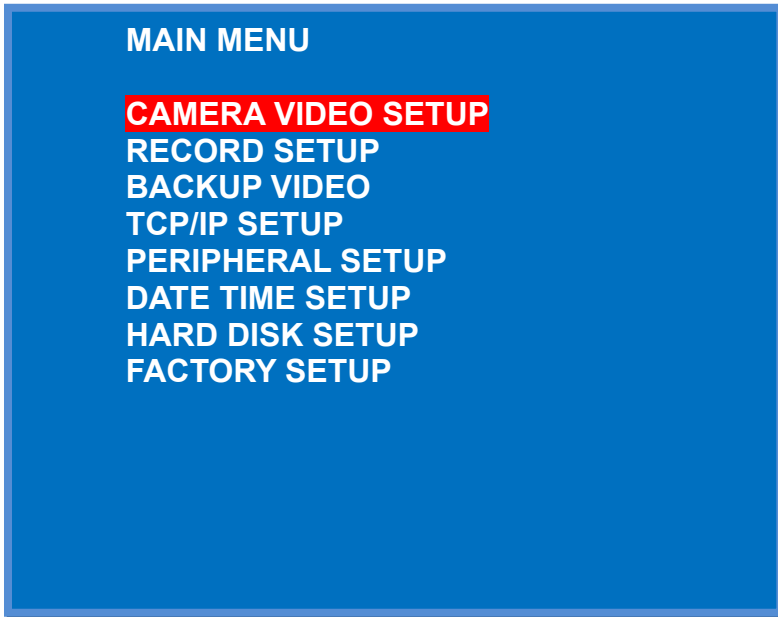 MAIN MENU
CAMERA VIDEO SETUP
RECORD SETUP
BACKUP VIDEO
TCP/IP SETUP
PERIPHERAL SETUP
DATE TIME SETUP
HARD DISK SETUP
FACTORY SETUP